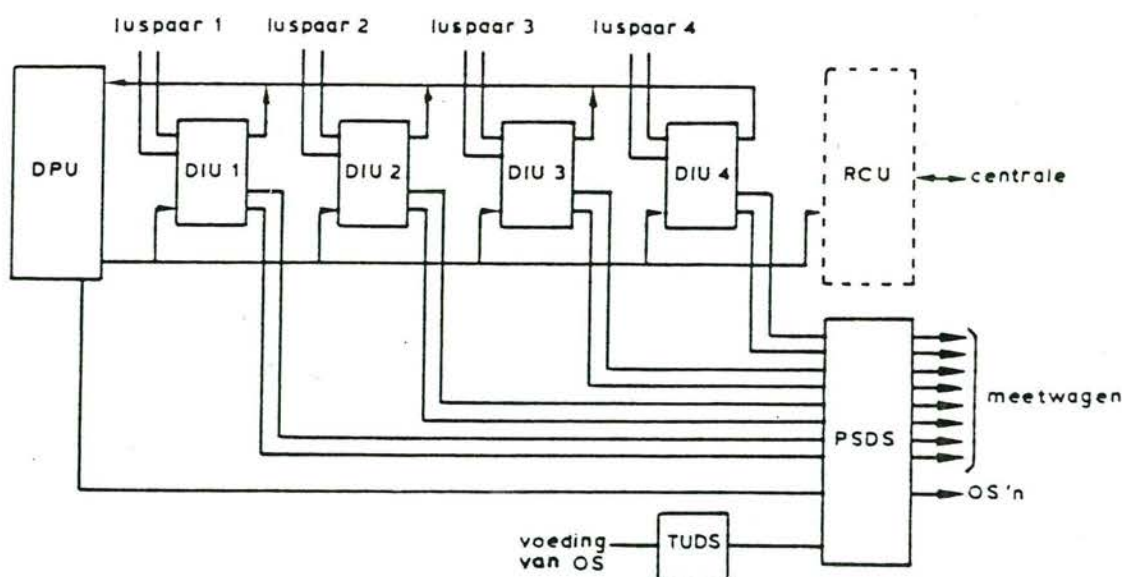 luspaar 1
luspaar 2
luspaar 3
luspaar 4
DPU
DIU 1
DIU 2
DIU 3
DIU 4
RCU
centrale
PSDS
meetwagen
OS'n
voeding
van OS
TUDS